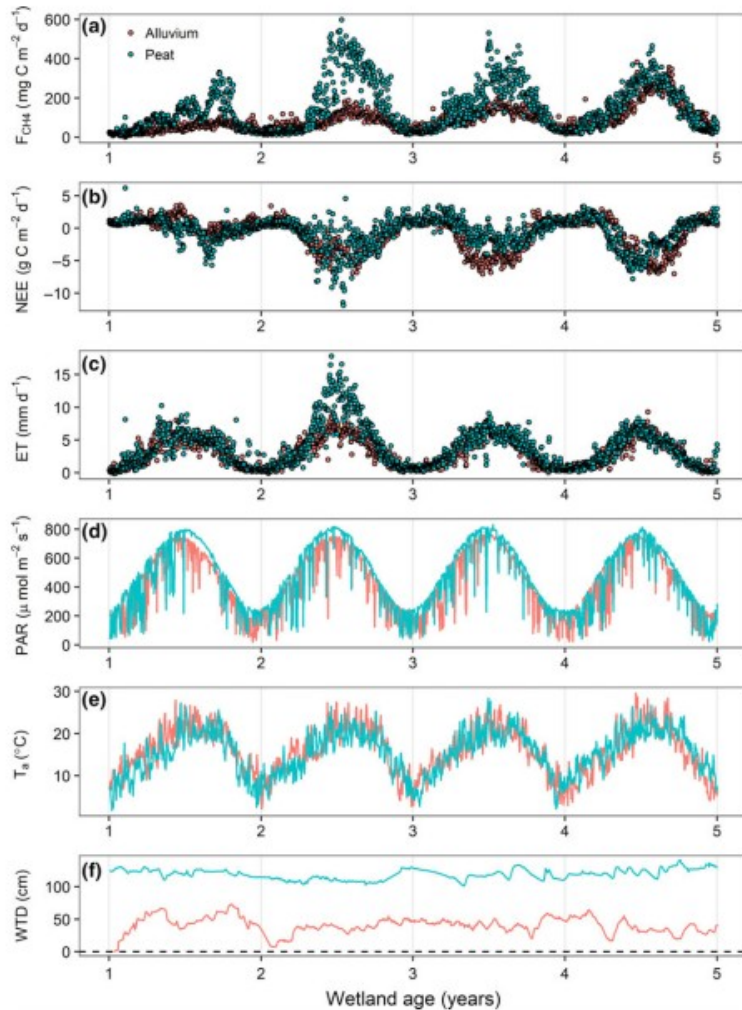 (a)
Alluvium
Peat
F_CH4 (mg C m⁻² d⁻¹)
600
400
200
0
1 2 3 4 5
(b)
NEE (g C m⁻² d⁻¹)
5
0
−5
−10
1 2 3 4 5
(c)
ET (mm d⁻¹)
15
10
5
0
1 2 3 4 5
(d)
PAR (μ mol m⁻² s⁻¹)
800
600
400
200
0
1 2 3 4 5
(e)
T_a (°C)
30
20
10
1 2 3 4 5
(f)
WTD (cm)
100
50
0
1 2 3 4 5
Wetland age (years)